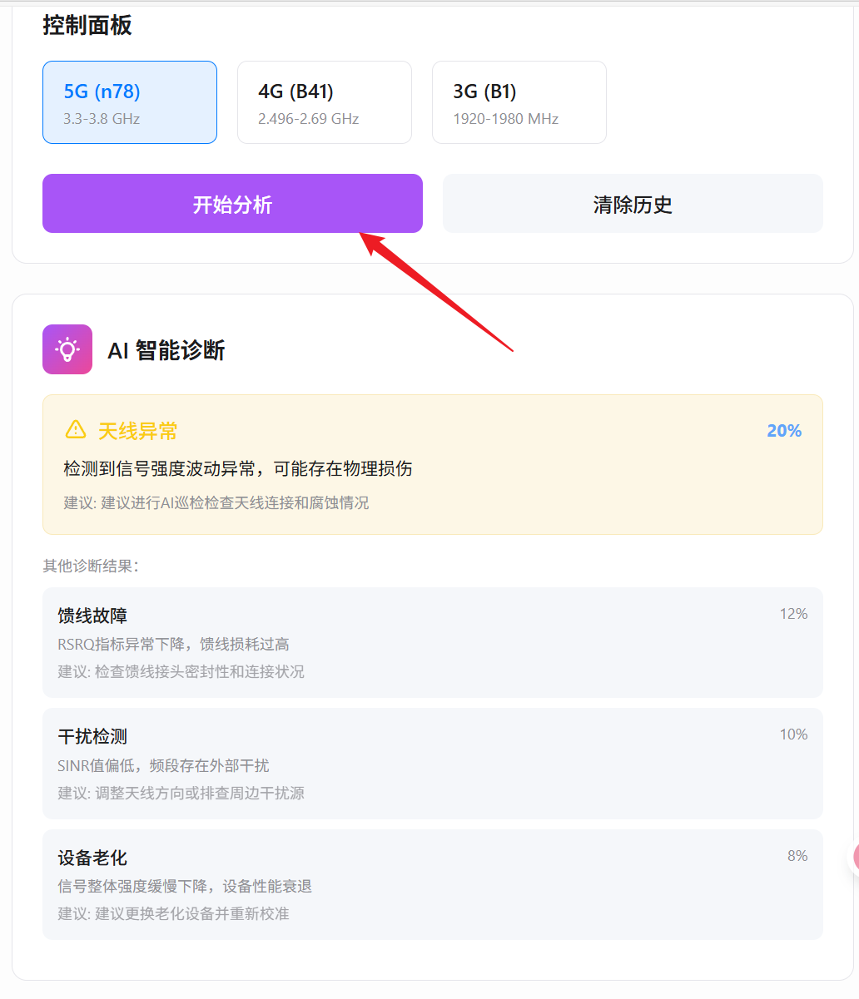 控制面板
5G (n78)
3.3-3.8 GHz
4G (B41)
2.496-2.69 GHz
3G (B1)
1920-1980 MHz
开始分析
清除历史
AI 智能诊断
天线异常
20%
检测到信号强度波动异常，可能存在物理损伤
建议: 建议进行AI巡检检查天线连接和腐蚀情况
其他诊断结果：
馈线故障
12%
RSRQ指标异常下降，馈线损耗过高
建议: 检查馈线接头密封性和连接状况
干扰检测
10%
SINR值偏低，频段存在外部干扰
建议: 调整天线方向或排查周边干扰源
设备老化
8%
信号整体强度缓慢下降，设备性能衰退
建议: 建议更换老化设备并重新校准